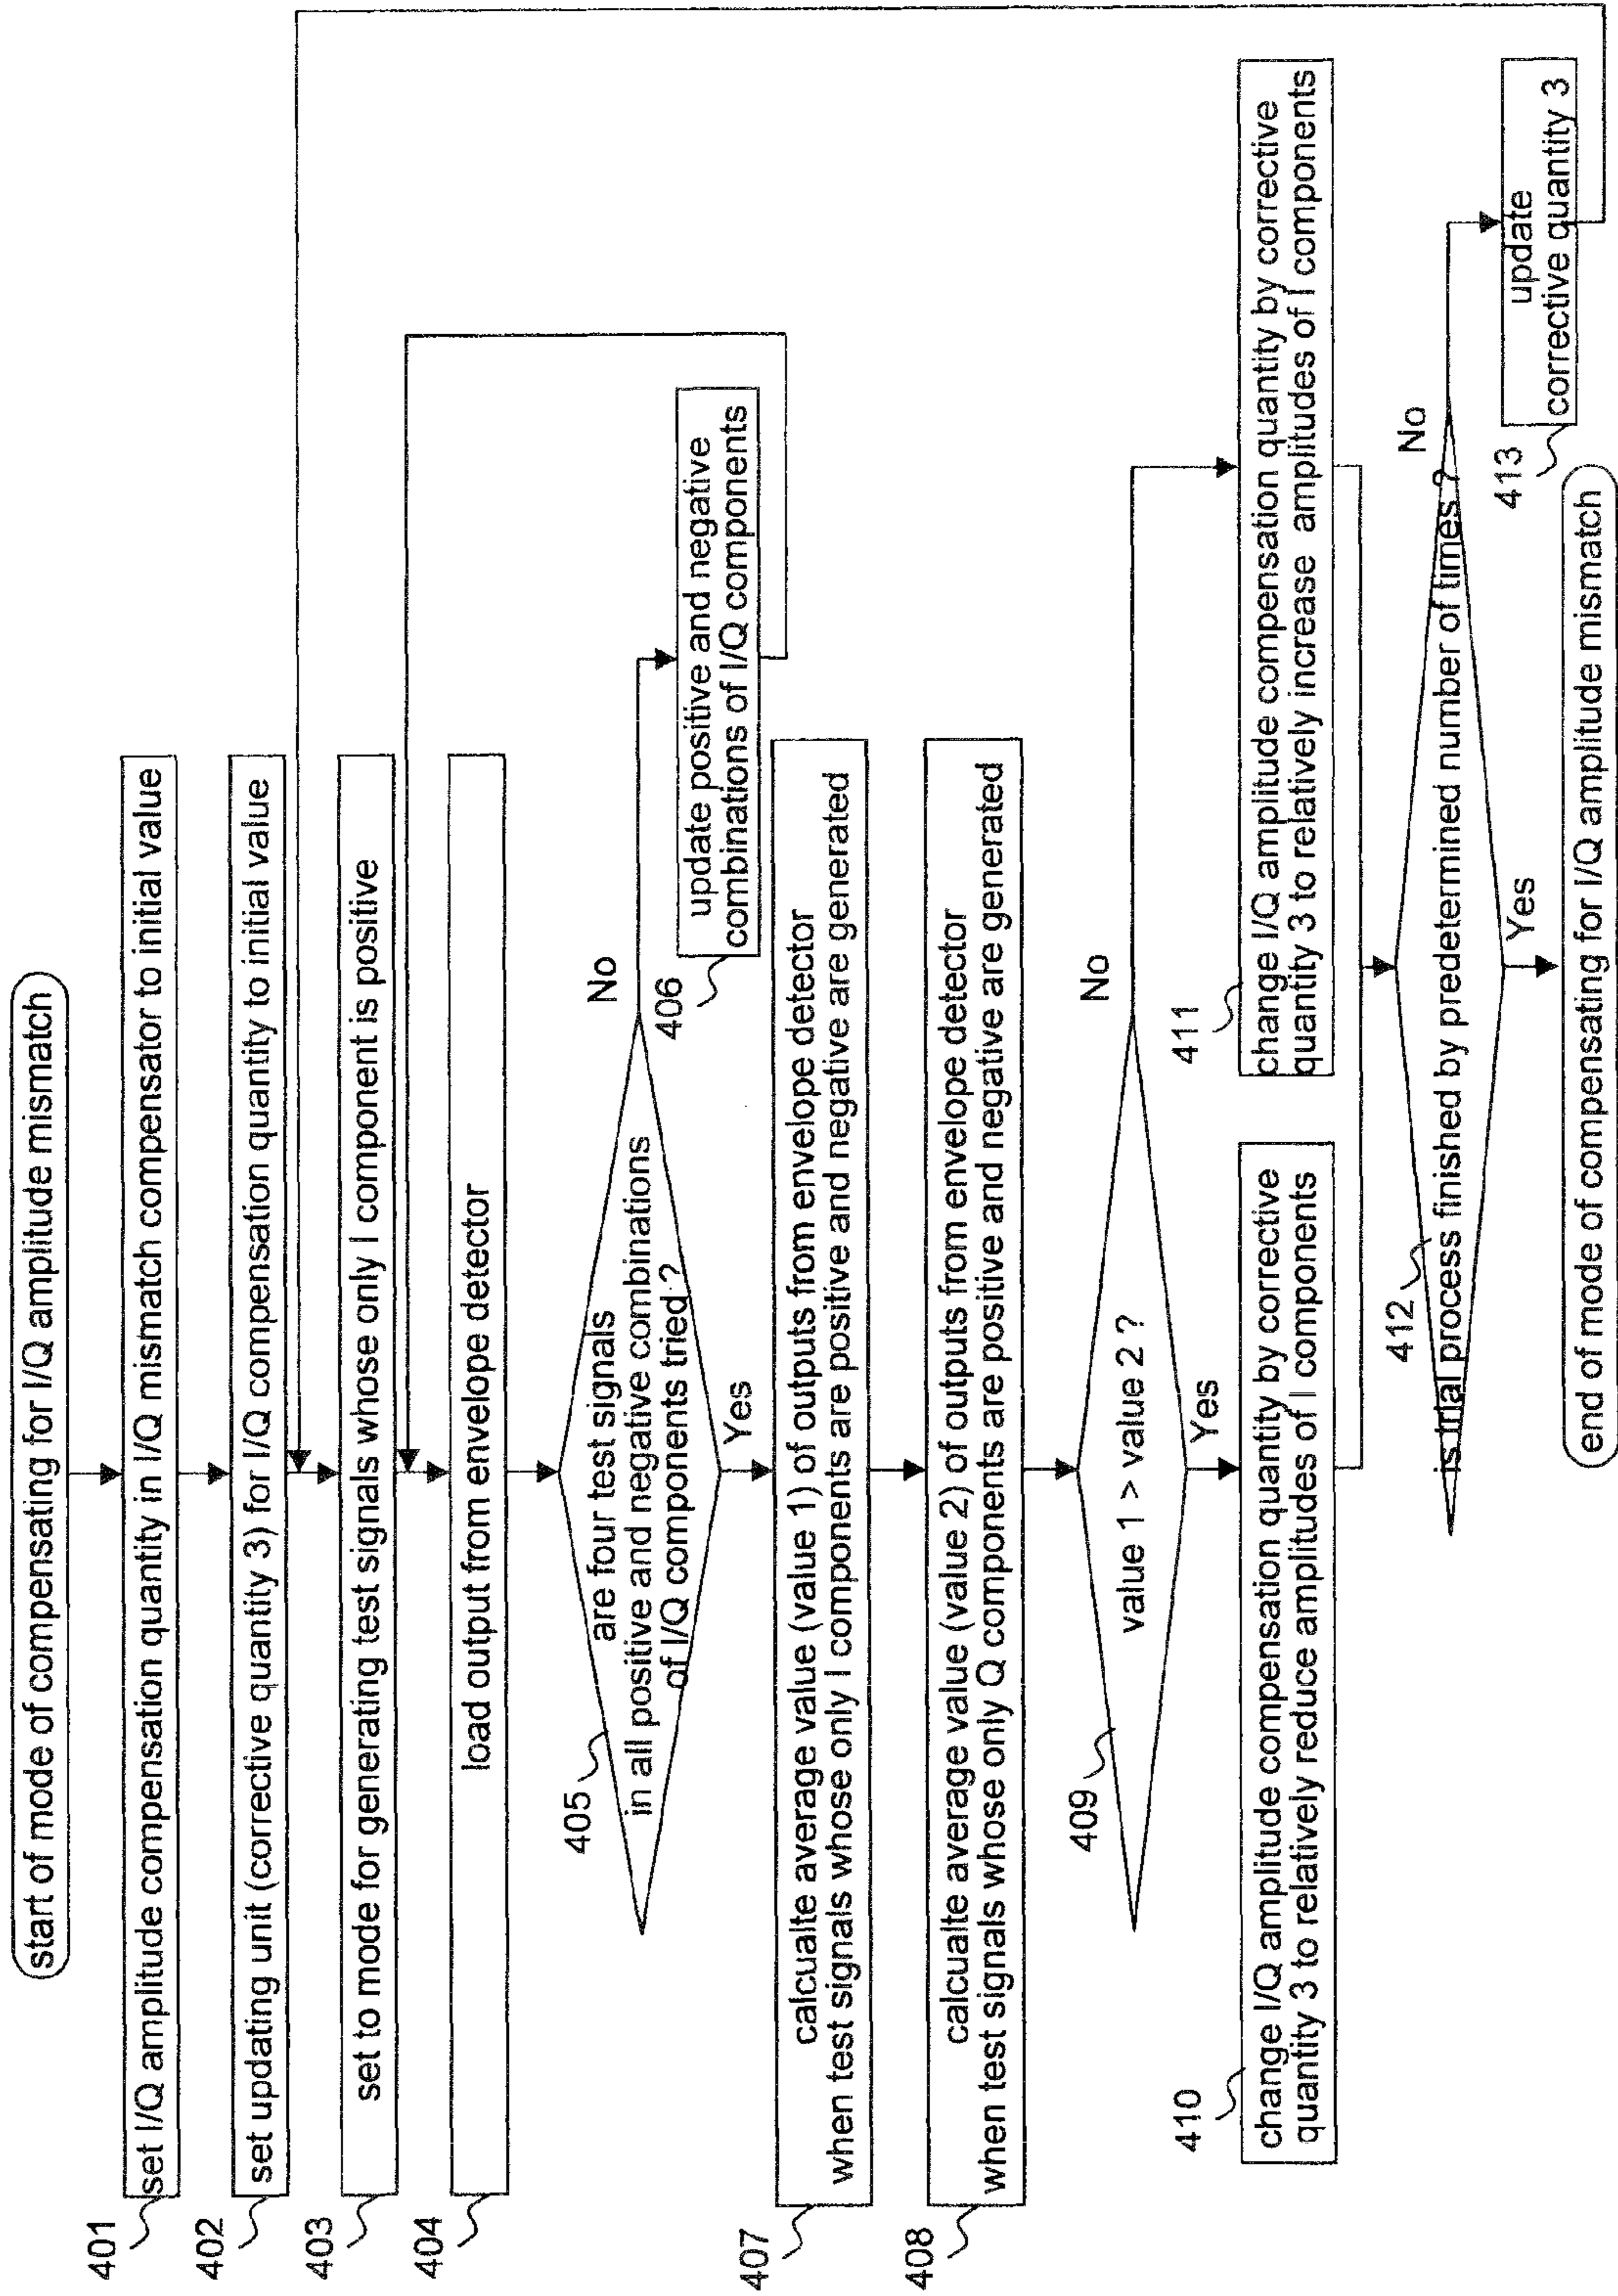 start of mode of compensating for I/Q amplitude mismatch
401
set I/Q amplitude compensation quantity in I/Q mismatch compensator to initial value
402
set updating unit (corrective quantity 3) for I/Q compensation quantity to initial value
403
set to mode for generating test signals whose only I component is positive
404
load output from envelope detector
405
are four test signals
in all positive and negative combinations
of I/Q components tried ?
No
Yes
406
update positive and negative
combinations of I/Q components
407
calcualte average value (value 1) of outputs from envelope detector
when test signals whose only I components are positive and negative are generated
408
calcualte average value (value 2) of outputs from envelope detector
when test signals whose only Q components are positive and negative are generated
409
value 1 > value 2 ?
No
Yes
410
change I/Q amplitude compensation quantity by corrective
quantity 3 to relatively reduce amplitudes of I components
411
change I/Q amplitude compensation quantity by corrective
quantity 3 to relatively increase amplitudes of I components
412
is trial process finished by predetermined number of times ?
No
Yes
413
update
corrective quantity 3
end of mode of compensating for I/Q amplitude mismatch